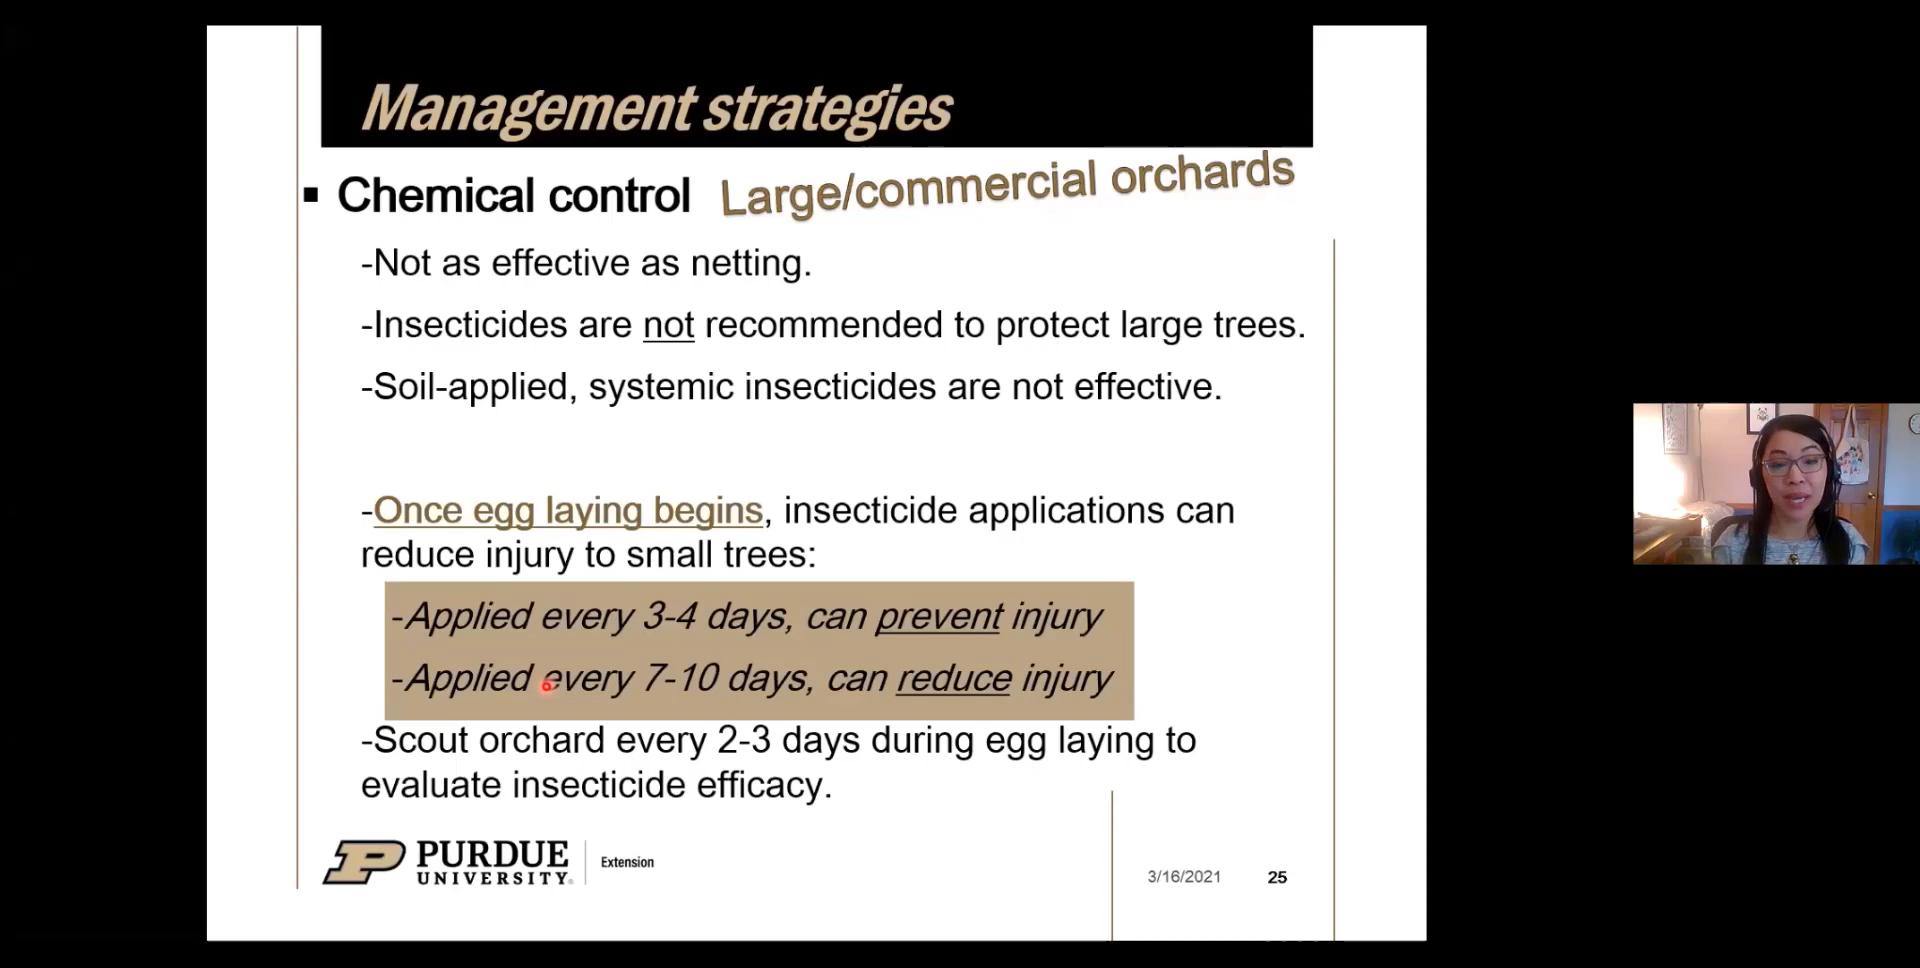 Management strategies
▪ Chemical control Large/commercial orchards
-Not as effective as netting.
-Insecticides are not recommended to protect large trees.
-Soil-applied, systemic insecticides are not effective.
-Once egg laying begins, insecticide applications can
reduce injury to small trees:
-Applied every 3-4 days, can prevent injury
-Applied every 7-10 days, can reduce injury
-Scout orchard every 2-3 days during egg laying to
evaluate insecticide efficacy.
PURDUE
UNIVERSITY®
Extension
3/16/2021 25